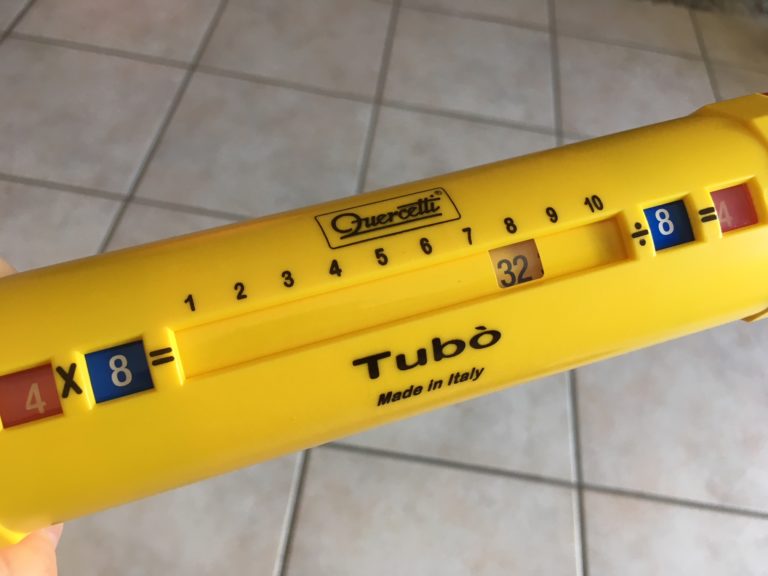 Quercetti®
1 2 3 4 5 6 7 8 9 10
4 X 8 = 32 ÷ 8 = 4
Tubò
Made in Italy